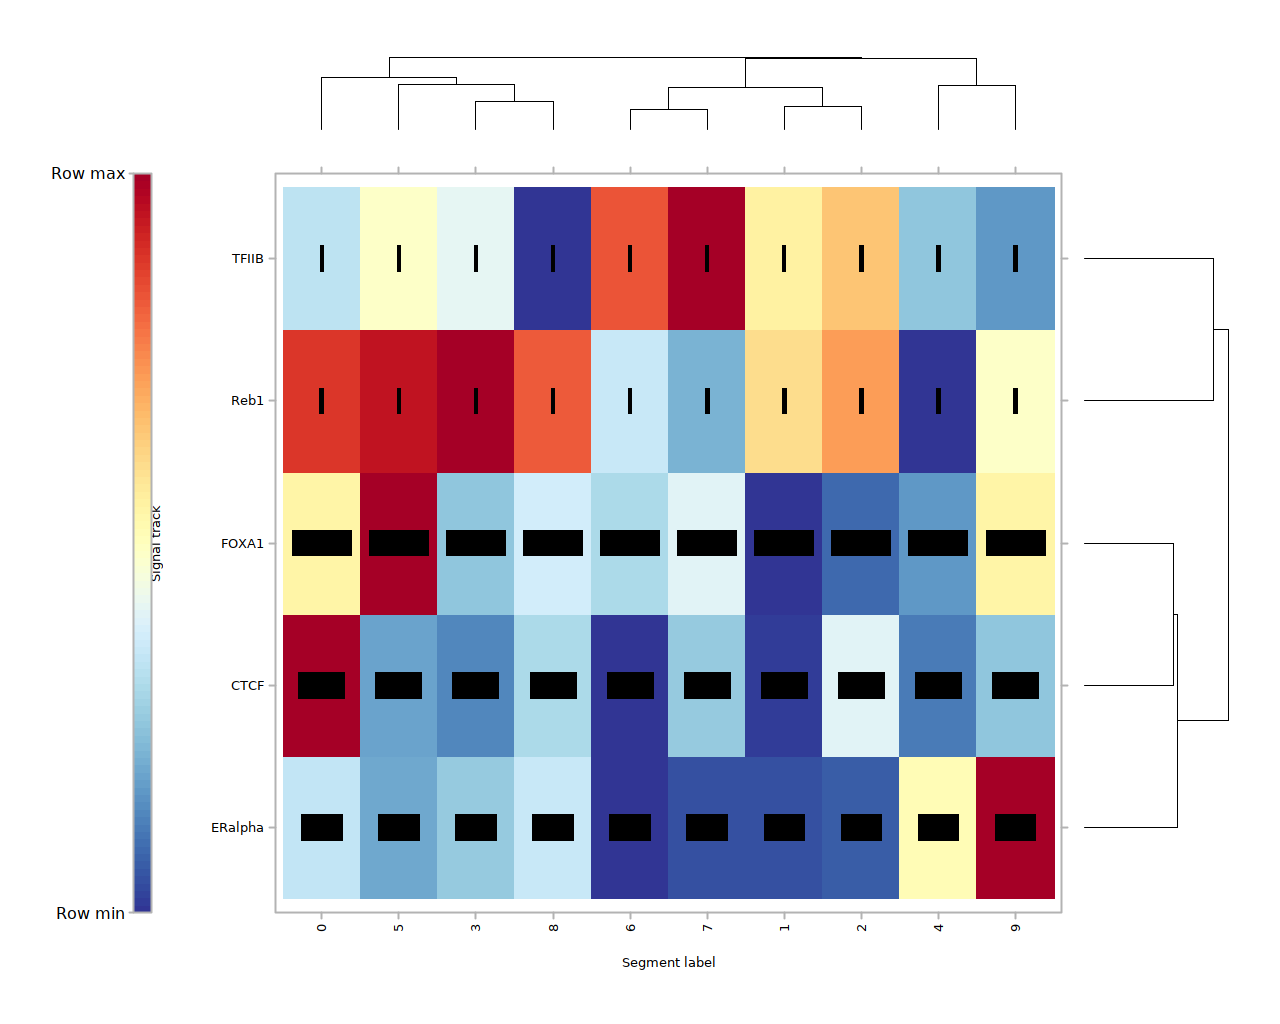 Row max
Signal track
Row min
TFIIB
Reb1
FOXA1
CTCF
ERalpha
0 5 3 8 6 7 1 2 4 9
Segment label